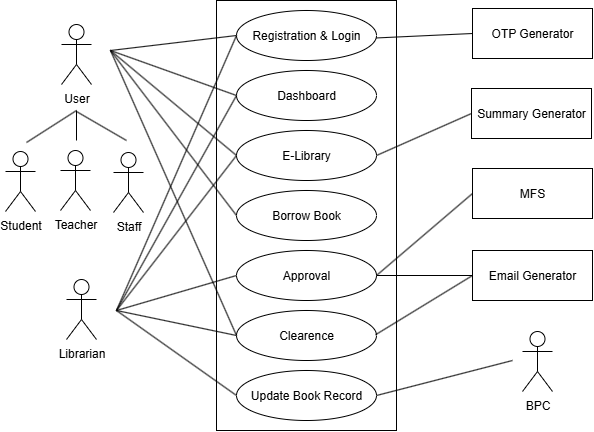 Registration & Login
OTP Generator
User
Dashboard
Summary Generator
E-Library
MFS
Student
Teacher
Staff
Borrow Book
Approval
Email Generator
Librarian
Clearence
Update Book Record
BPC